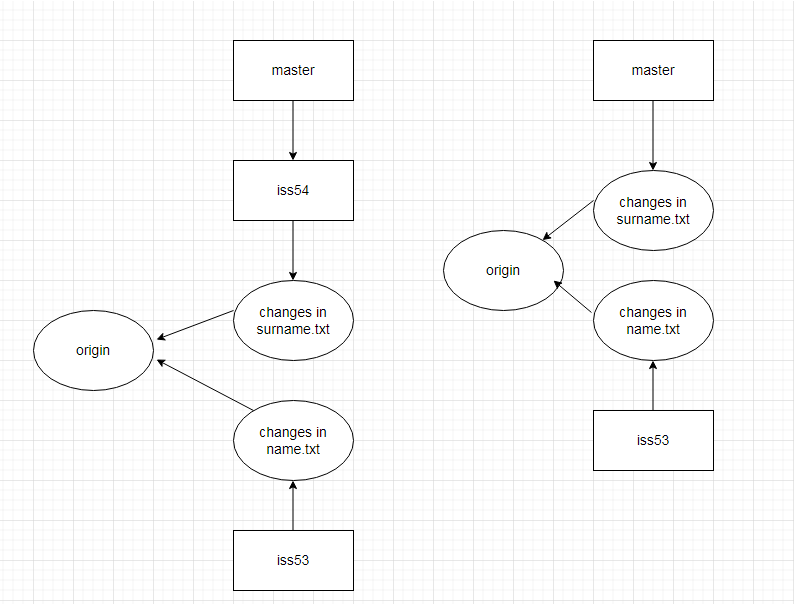 master
iss54
changes in
surname.txt
origin
changes in
name.txt
iss53
master
changes in
surname.txt
origin
changes in
name.txt
iss53